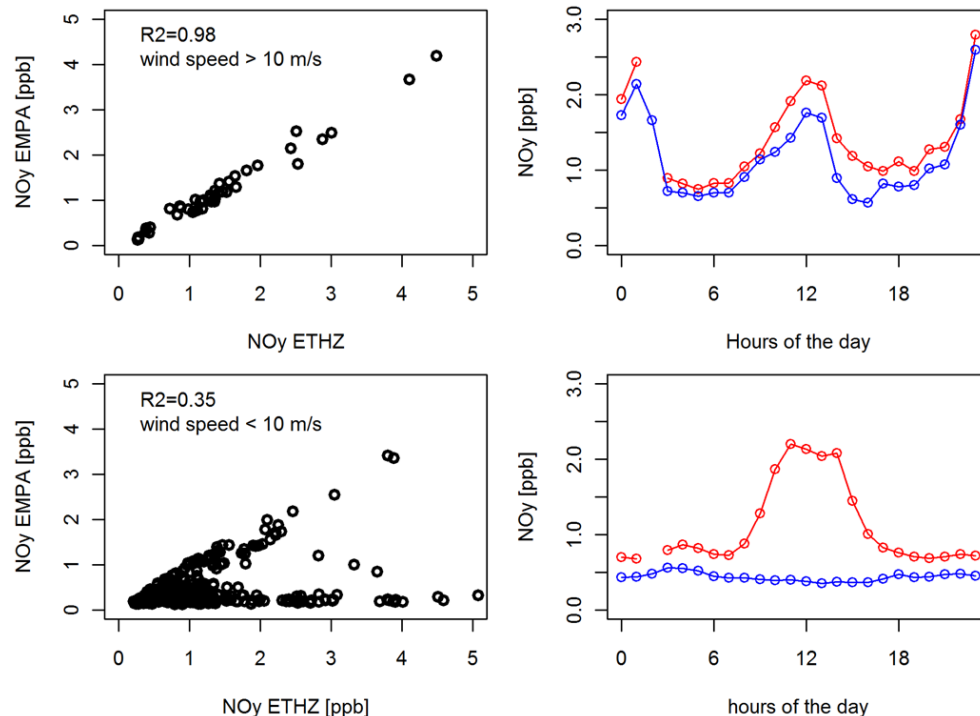 R2=0.98
wind speed > 10 m/s
NOy EMPA [ppb]
5
4
3
2
1
0
0 1 2 3 4 5
NOy ETHZ
NOy [ppb]
3.0
2.0
1.0
0.0
0 6 12 18
Hours of the day
R2=0.35
wind speed < 10 m/s
NOy EMPA [ppb]
5
4
3
2
1
0
0 1 2 3 4 5
NOy ETHZ [ppb]
NOy [ppb]
3.0
2.0
1.0
0.0
0 6 12 18
hours of the day